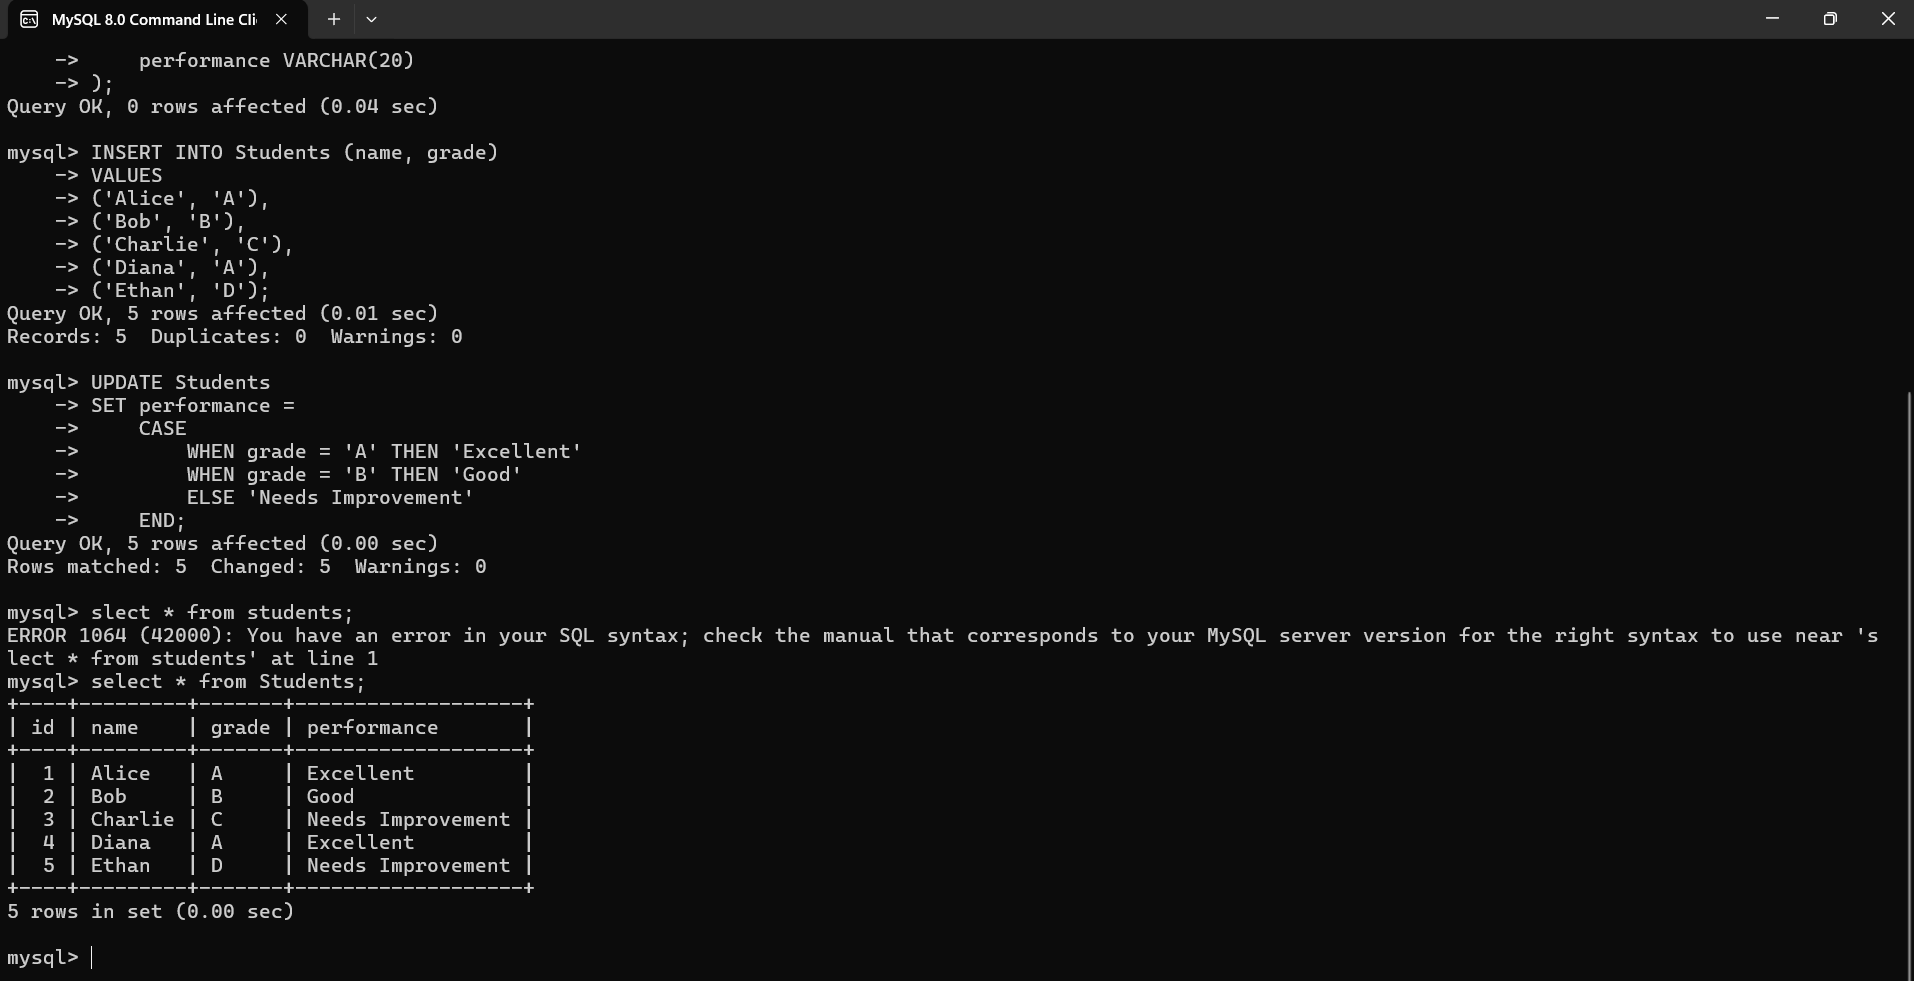 MySQL 8.0 Command Line Cli
    ->     performance VARCHAR(20)
    -> );
Query OK, 0 rows affected (0.04 sec)

mysql> INSERT INTO Students (name, grade)
    -> VALUES
    -> ('Alice', 'A'),
    -> ('Bob', 'B'),
    -> ('Charlie', 'C'),
    -> ('Diana', 'A'),
    -> ('Ethan', 'D');
Query OK, 5 rows affected (0.01 sec)
Records: 5  Duplicates: 0  Warnings: 0

mysql> UPDATE Students
    -> SET performance =
    ->     CASE
    ->         WHEN grade = 'A' THEN 'Excellent'
    ->         WHEN grade = 'B' THEN 'Good'
    ->         ELSE 'Needs Improvement'
    ->     END;
Query OK, 5 rows affected (0.00 sec)
Rows matched: 5  Changed: 5  Warnings: 0

mysql> slect * from students;
ERROR 1064 (42000): You have an error in your SQL syntax; check the manual that corresponds to your MySQL server version for the right syntax to use near 's
lect * from students' at line 1
mysql> select * from Students;
+----+---------+-------+-------------------+
| id | name    | grade | performance       |
+----+---------+-------+-------------------+
|  1 | Alice   | A     | Excellent         |
|  2 | Bob     | B     | Good              |
|  3 | Charlie | C     | Needs Improvement |
|  4 | Diana   | A     | Excellent         |
|  5 | Ethan   | D     | Needs Improvement |
+----+---------+-------+-------------------+
5 rows in set (0.00 sec)

mysql>